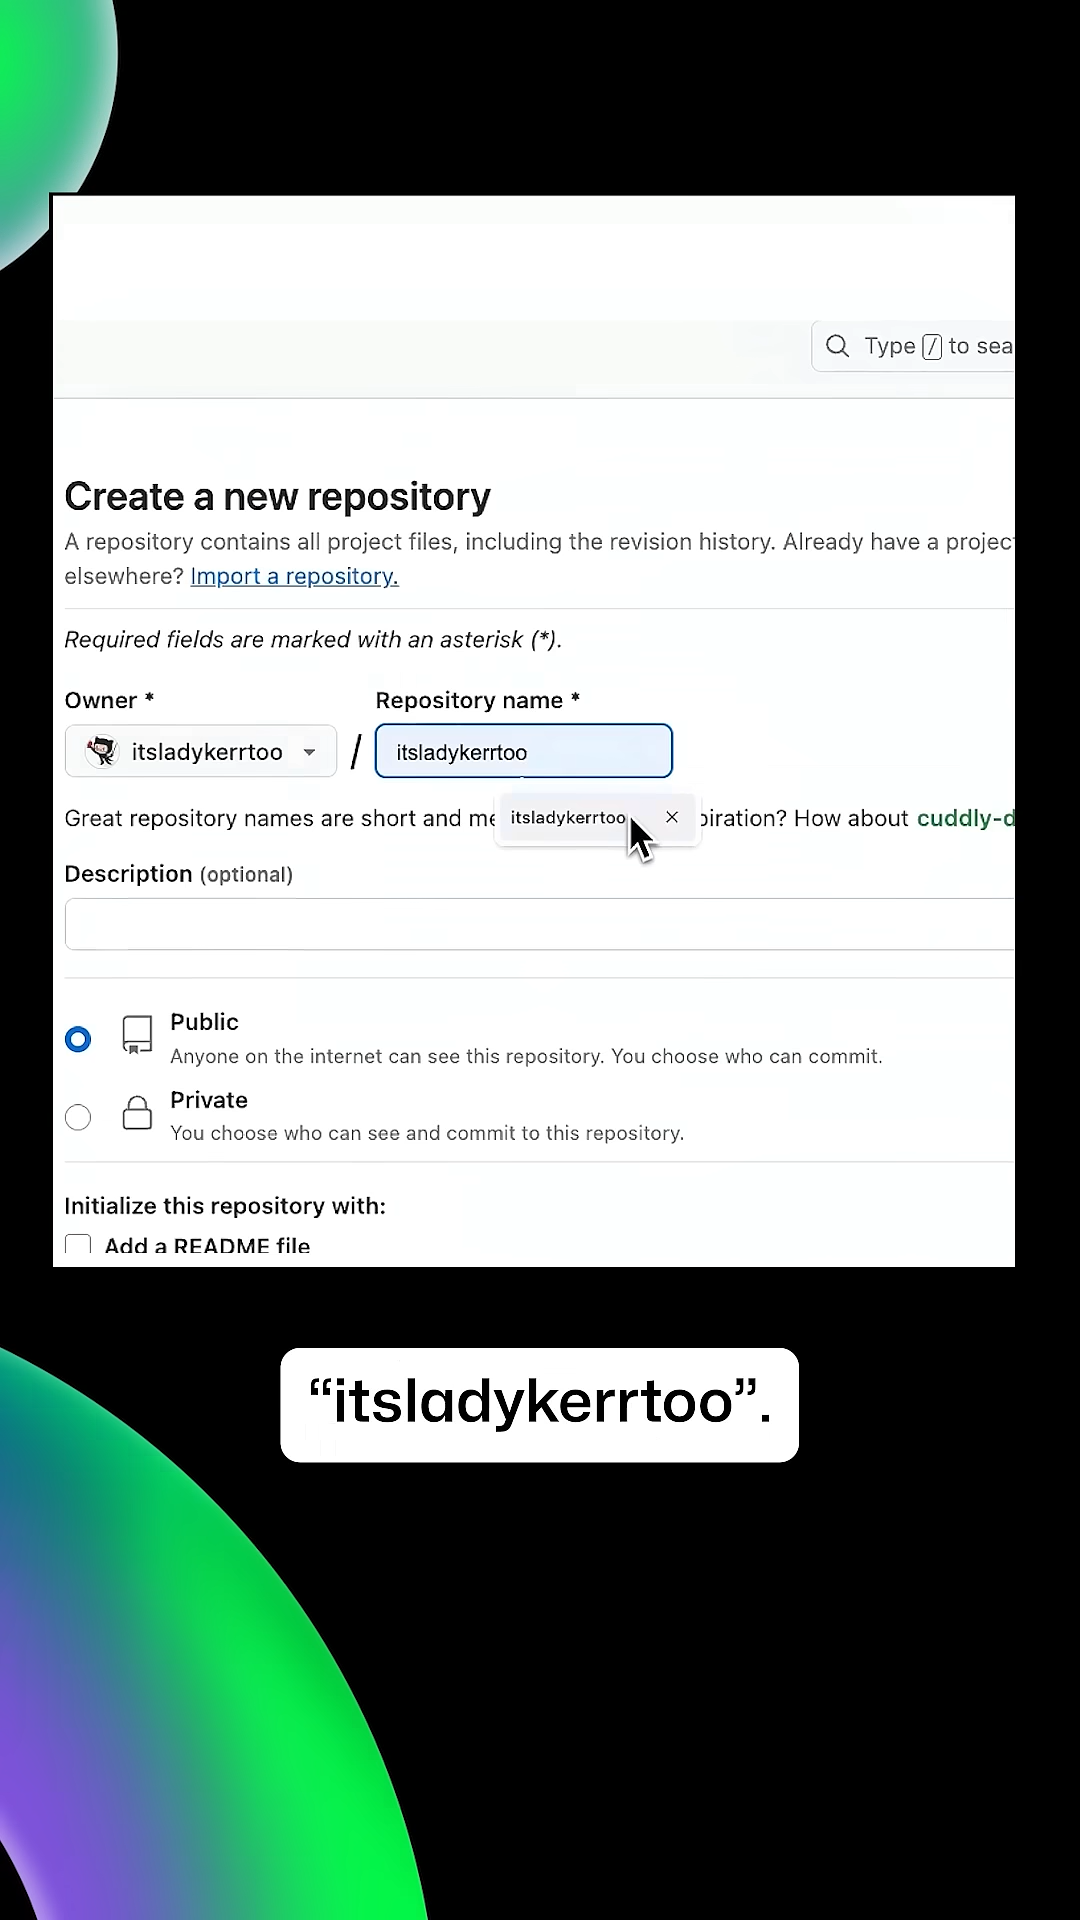 Type / to sea
Create a new repository
A repository contains all project files, including the revision history. Already have a projec
elsewhere? Import a repository.
Required fields are marked with an asterisk (*).
Owner *
Repository name *
itsladykerrtoo / itsladykerrtoo
Great repository names are short and me itsladykerrtoo × piration? How about cuddly-d
Description (optional)
Public
Anyone on the internet can see this repository. You choose who can commit.
Private
You choose who can see and commit to this repository.
Initialize this repository with:
Add a README file
“itsladykerrtoo”.